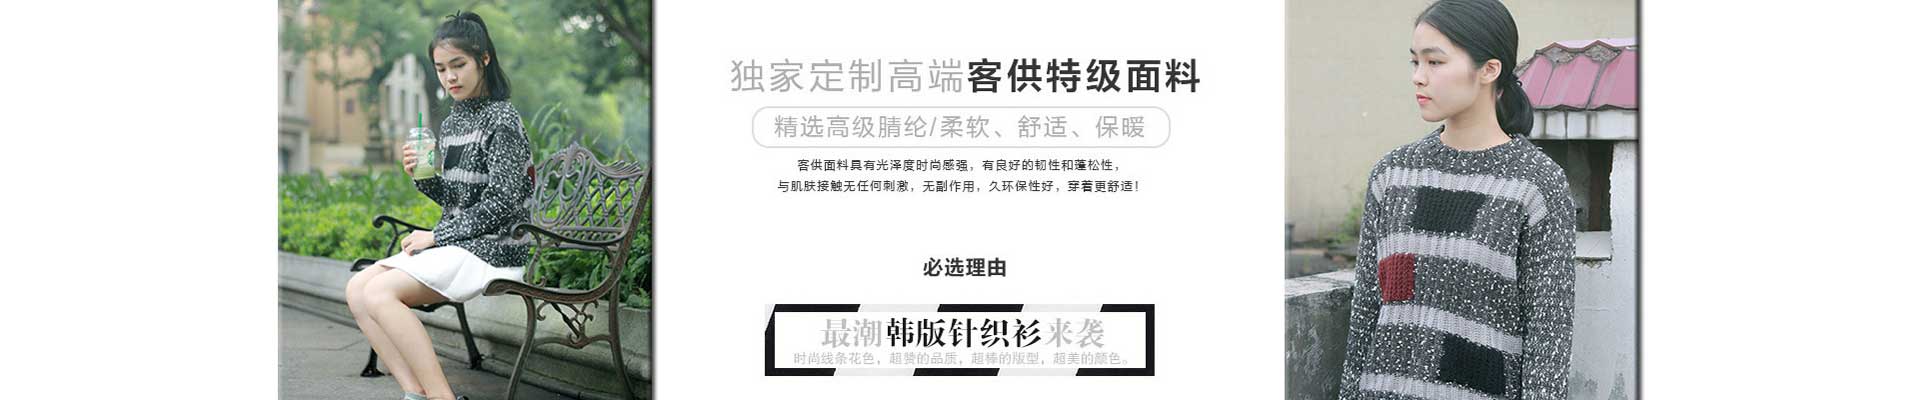 独家定制高端客供特级面料
精选高级腈纶/柔软、舒适、保暖
客供面料具有光泽度时尚感强，有良好的韧性和蓬松性，
与肌肤接触无任何刺激，无副作用，久环保性好，穿着更舒适！
必选理由
最潮韩版针织衫来袭
时尚线条花色，超赞的品质，超棒的版型，超美的颜色。